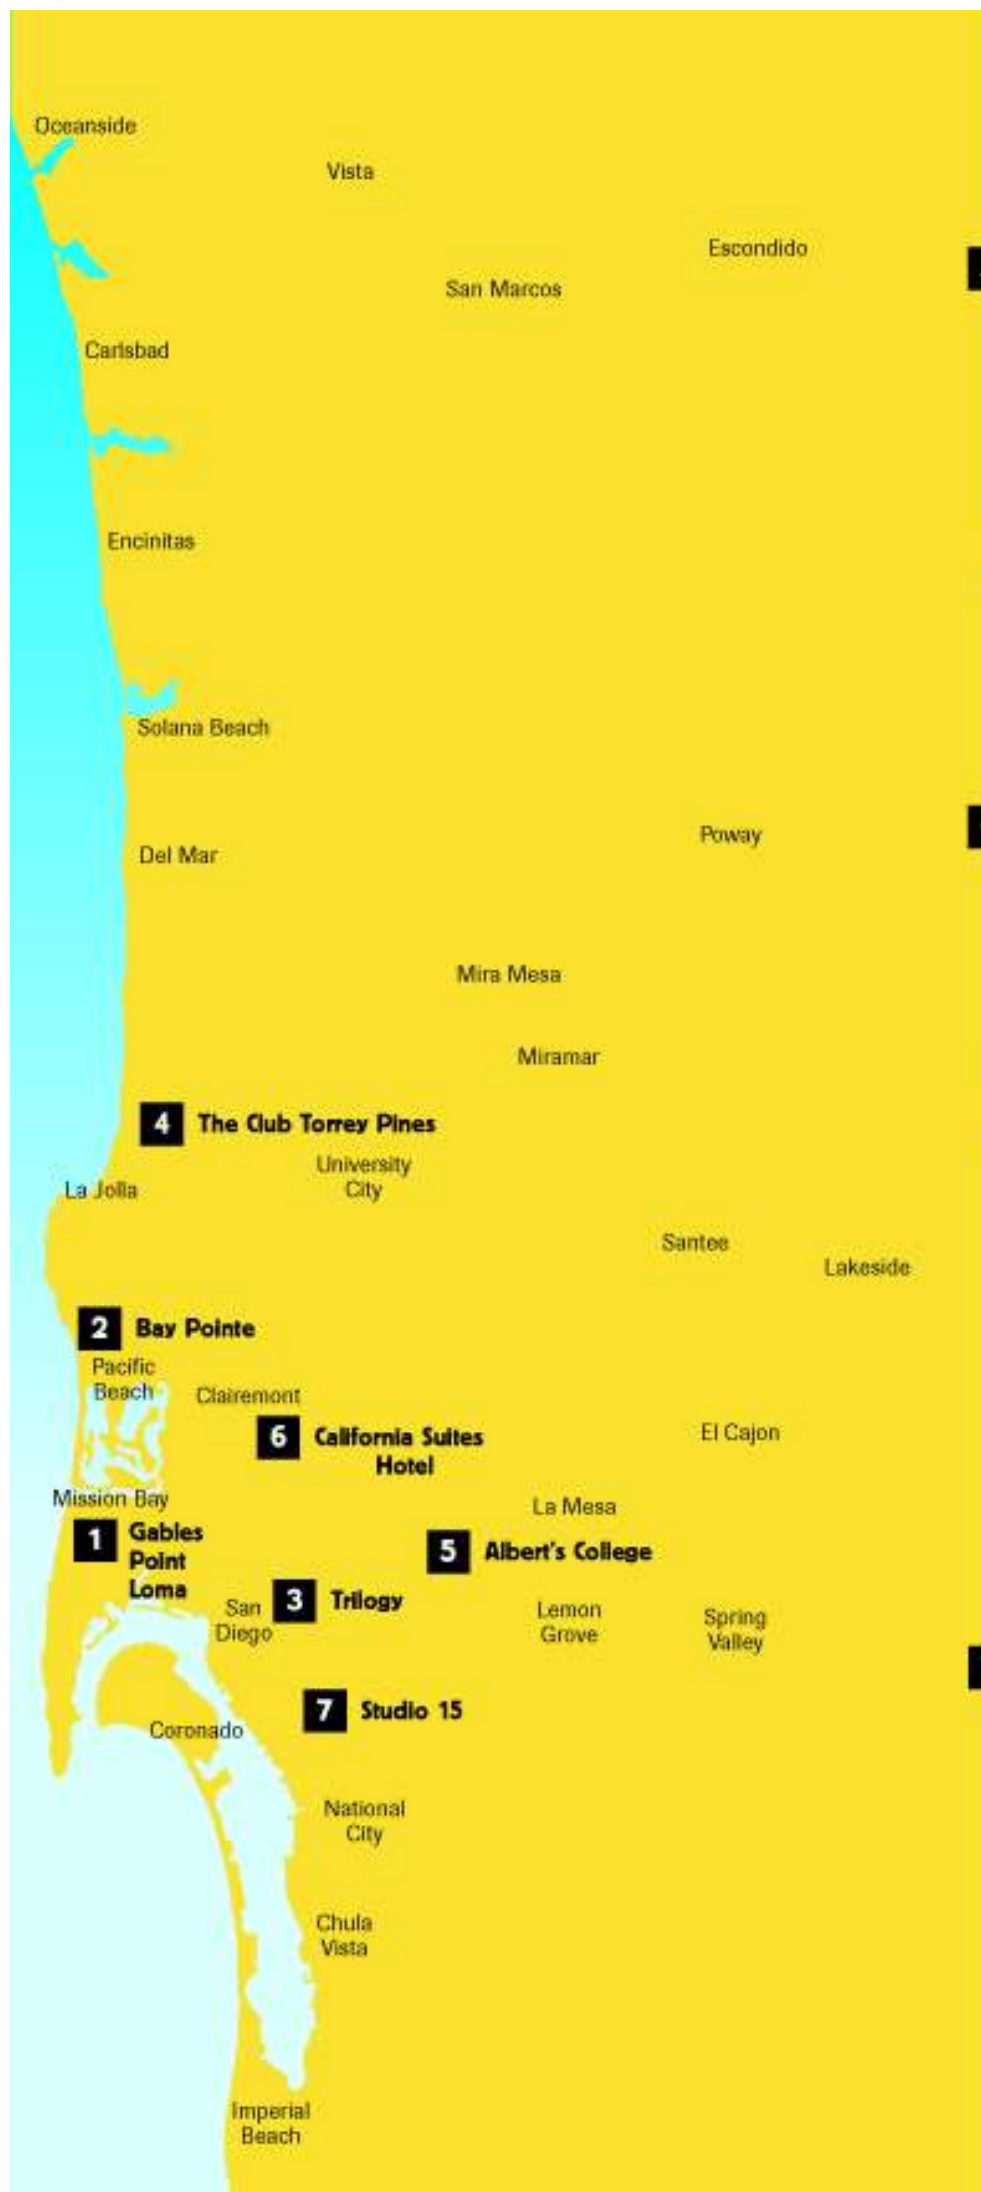 Oceanside
Vista
Escondido
San Marcos
Carlsbad
Encinitas
Solana Beach
Poway
Del Mar
Mira Mesa
Miramar
4 The Club Torrey Pines
University
City
La Jolla
Santee
Lakeside
2 Bay Pointe
Pacific
Beach
Clairemont
El Cajon
6 California Suites
Hotel
Mission Bay
La Mesa
1 Gables
Point
Loma
5 Albert's College
3 Trilogy
San
Diego
Lemon
Grove
Spring
Valley
7 Studio 15
Coronado
National
City
Chula
Vista
Imperial
Beach